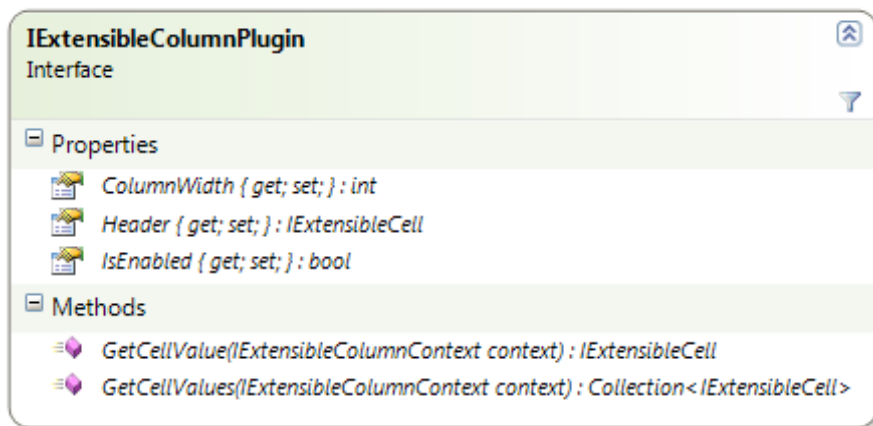 IExtensibleColumnPlugin
Interface
Properties
ColumnWidth { get; set; } : int
Header { get; set; } : IExtensibleCell
IsEnabled { get; set; } : bool
Methods
GetCellValue(IExtensibleColumnContext context) : IExtensibleCell
GetCellValues(IExtensibleColumnContext context) : Collection<IExtensibleCell>